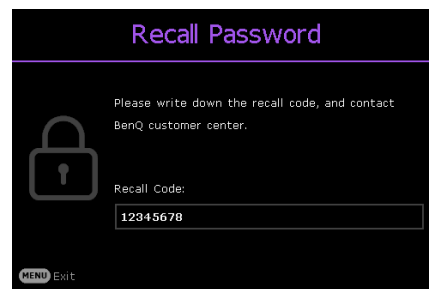 Recall Password
Please write down the recall code, and contact
BenQ customer center.
Recall Code:
12345678
MENU Exit